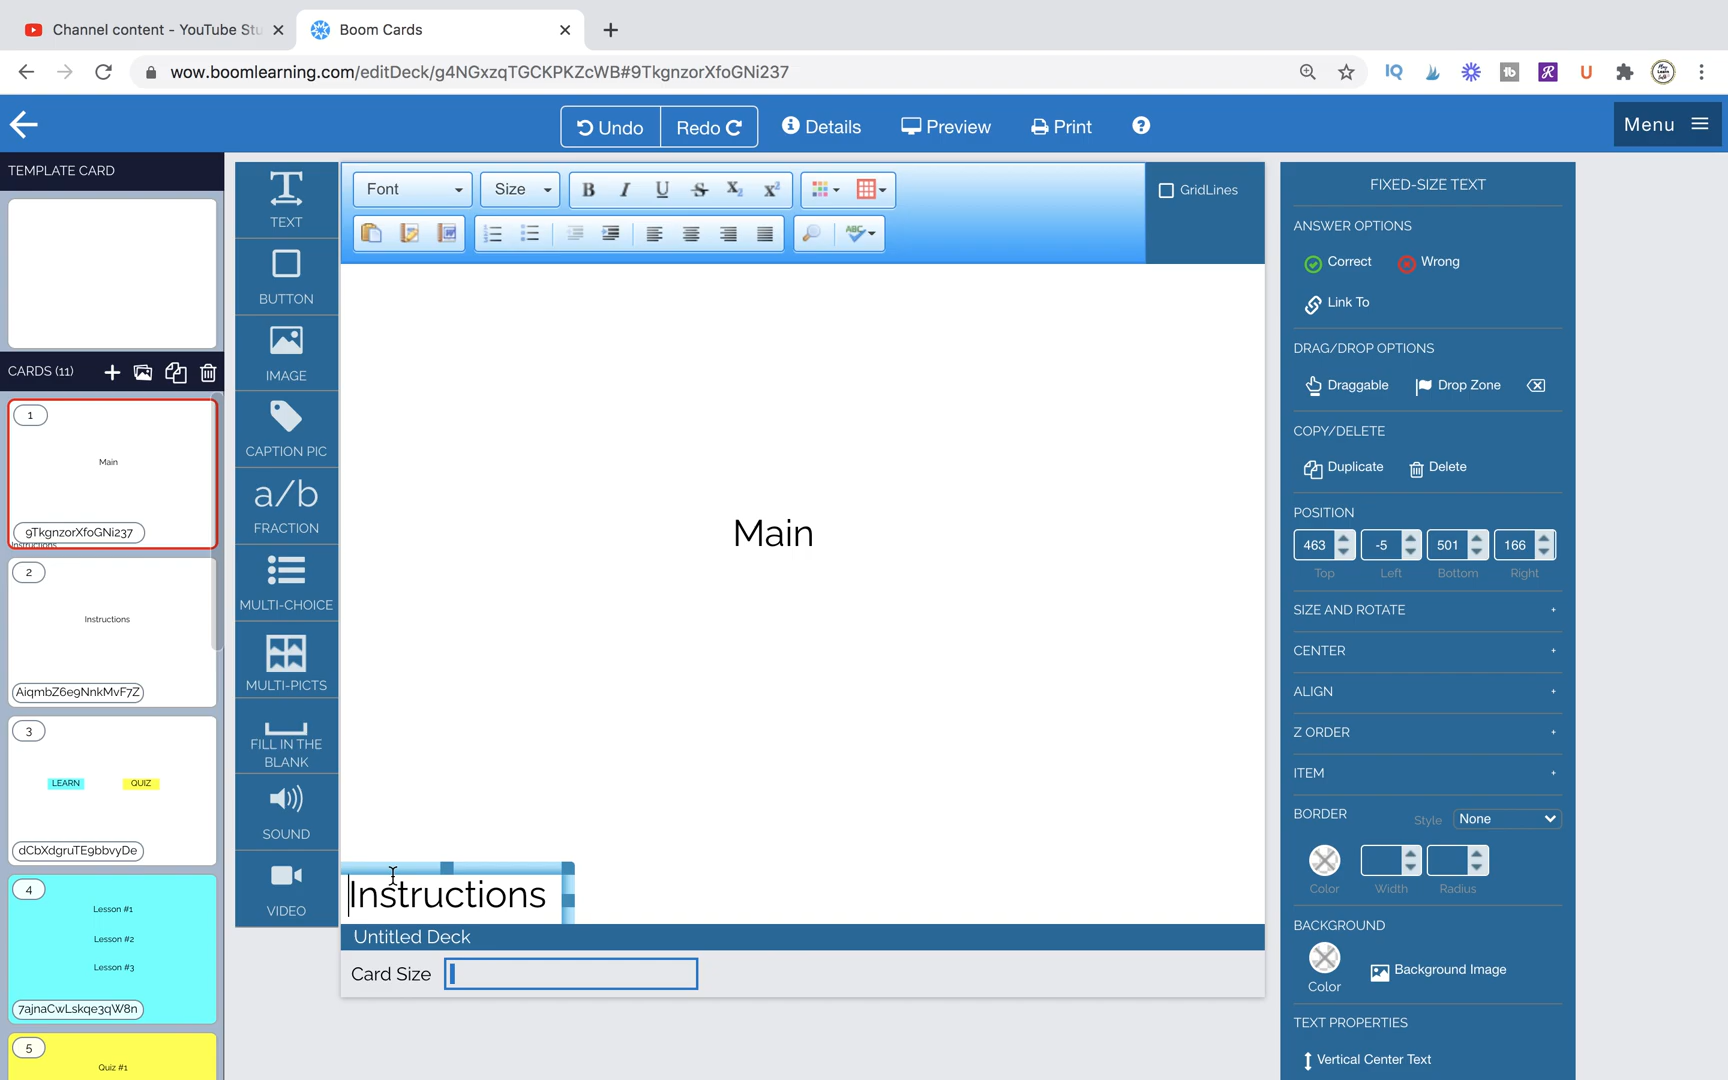 Channel content - YouTube Stu
Boom Cards
wow.boomlearning.com/editDeck/g4NGxzqTGCKPKZcWB#9TkgnzorXfoGNi237
IQ
tb
R
U
Undo
Redo
Details
Preview
Print
?
Menu
TEMPLATE CARD
CARDS (11)
1
Main
9TkgnzorXfoGNi237
Instructions
2
Instructions
AiqmbZ6e9NnkMvF7Z
3
LEARN
QUIZ
dCbXdgruTE9bbvyDe
4
Lesson #1
Lesson #2
Lesson #3
7ajnaCwLskqe3qW8n
5
Quiz #1
TEXT
BUTTON
IMAGE
CAPTION PIC
a/b
FRACTION
MULTI-CHOICE
MULTI-PICTS
FILL IN THE
BLANK
SOUND
VIDEO
Font
Size
B
I
U
S
X₂
x²
ABC
GridLines
Main
Instructions
Untitled Deck
Card Size
FIXED-SIZE TEXT
ANSWER OPTIONS
Correct
Wrong
Link To
DRAG/DROP OPTIONS
Draggable
Drop Zone
COPY/DELETE
Duplicate
Delete
POSITION
463
-5
501
166
Top
Left
Bottom
Right
SIZE AND ROTATE +
CENTER +
ALIGN +
Z ORDER +
ITEM +
BORDER
Style
None
Color
Width
Radius
BACKGROUND
Color
Background Image
TEXT PROPERTIES
Vertical Center Text